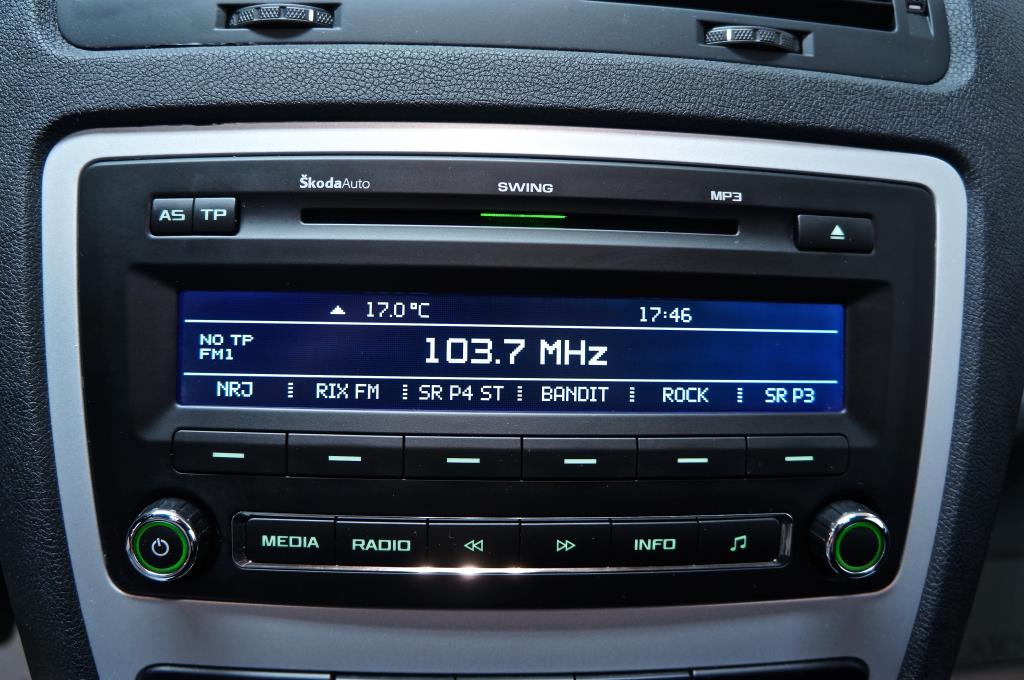 ŠkodaAuto SWING MP3
AS TP
17.0 °C 17:46
NO TP
FM1
103.7 MHz
NRJ RIX FM SR P4 ST BANDIT ROCK SR P3
MEDIA RADIO INFO